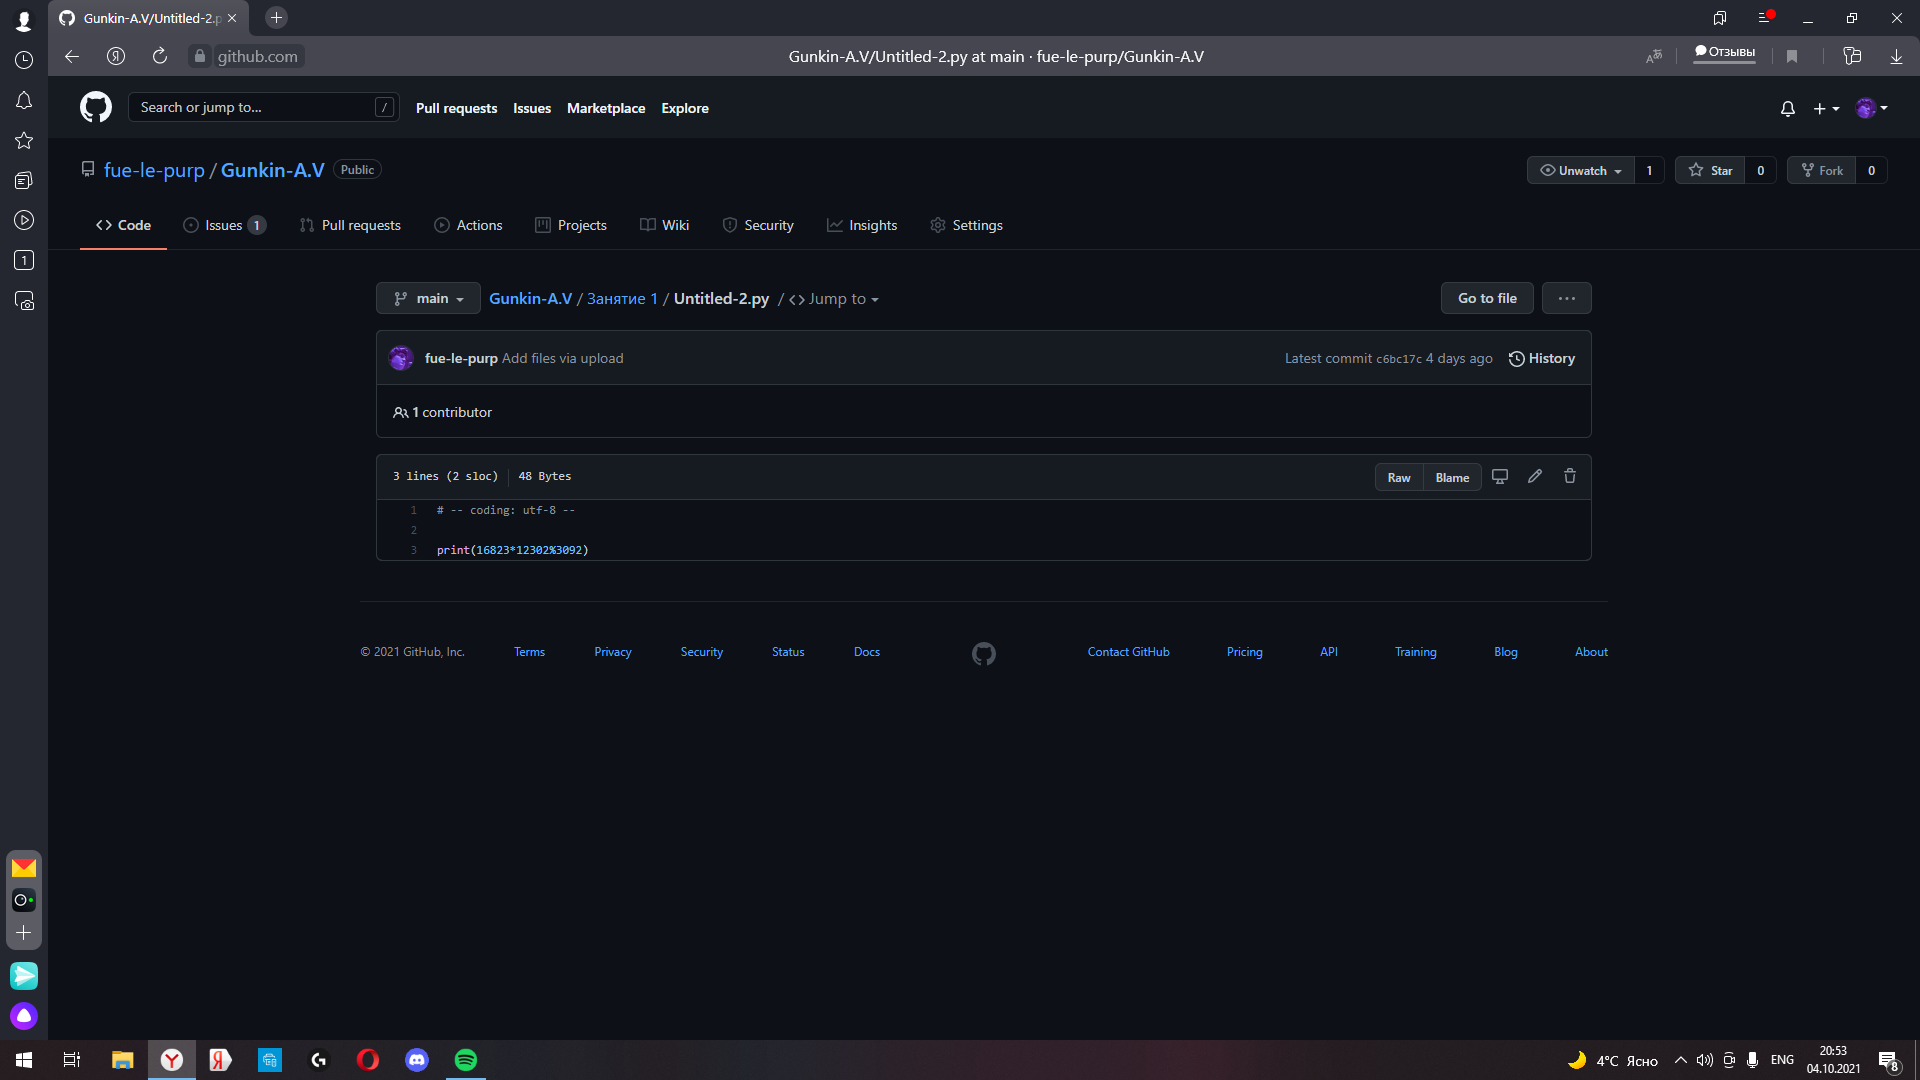 Gunkin-A.V/Untitled-2.p
github.com
Gunkin-A.V/Untitled-2.py at main · fue-le-purp/Gunkin-A.V
Отзывы
Search or jump to...
/
Pull requests
Issues
Marketplace
Explore
fue-le-purp / Gunkin-A.V
Public
Unwatch
1
Star
0
Fork
0
Code
Issues 1
Pull requests
Actions
Projects
Wiki
Security
Insights
Settings
1
main
Gunkin-A.V / Занятие 1 / Untitled-2.py / <> Jump to
Go to file
...
fue-le-purp Add files via upload
Latest commit c6bc17c 4 days ago
History
1 contributor
3 lines (2 sloc)
48 Bytes
Raw
Blame
1 # -- coding: utf-8 --
2
3 print(16823*12302%3092)
© 2021 GitHub, Inc.
Terms
Privacy
Security
Status
Docs
Contact GitHub
Pricing
API
Training
Blog
About
4°C Ясно
ENG
20:53
04.10.2021
8